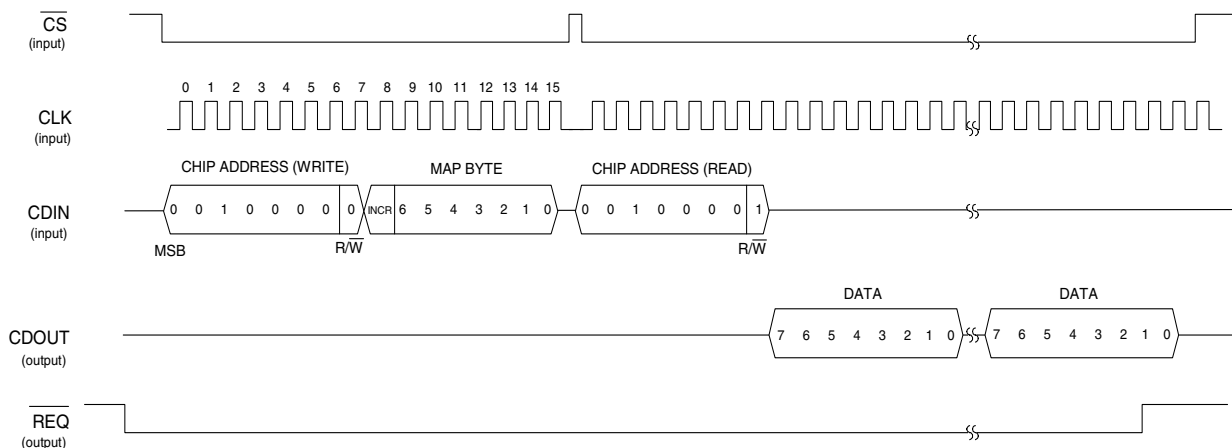 CS
(input)
0 1 2 3 4 5 6 7 8 9 10 11 12 13 14 15
CLK
(input)
CHIP ADDRESS (WRITE) MAP BYTE CHIP ADDRESS (READ)
CDIN
(input)
0 0 1 0 0 0 0 0 INCR 6 5 4 3 2 1 0 0 0 1 0 0 0 0 1
MSB R/W R/W
DATA DATA
CDOUT
(output)
7 6 5 4 3 2 1 0 7 6 5 4 3 2 1 0
REQ
(output)